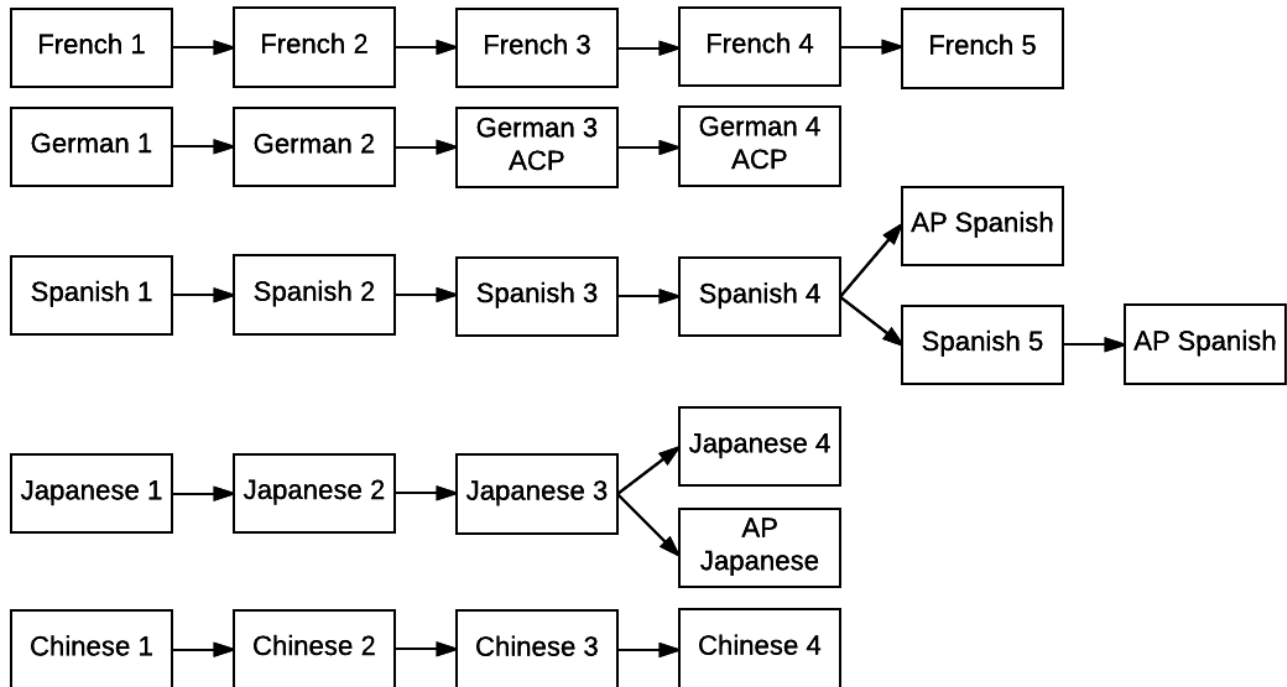 French 1
French 2
French 3
French 4
French 5
German 1
German 2
German 3
ACP
German 4
ACP
AP Spanish
Spanish 1
Spanish 2
Spanish 3
Spanish 4
Spanish 5
AP Spanish
Japanese 4
Japanese 1
Japanese 2
Japanese 3
AP
Japanese
Chinese 1
Chinese 2
Chinese 3
Chinese 4